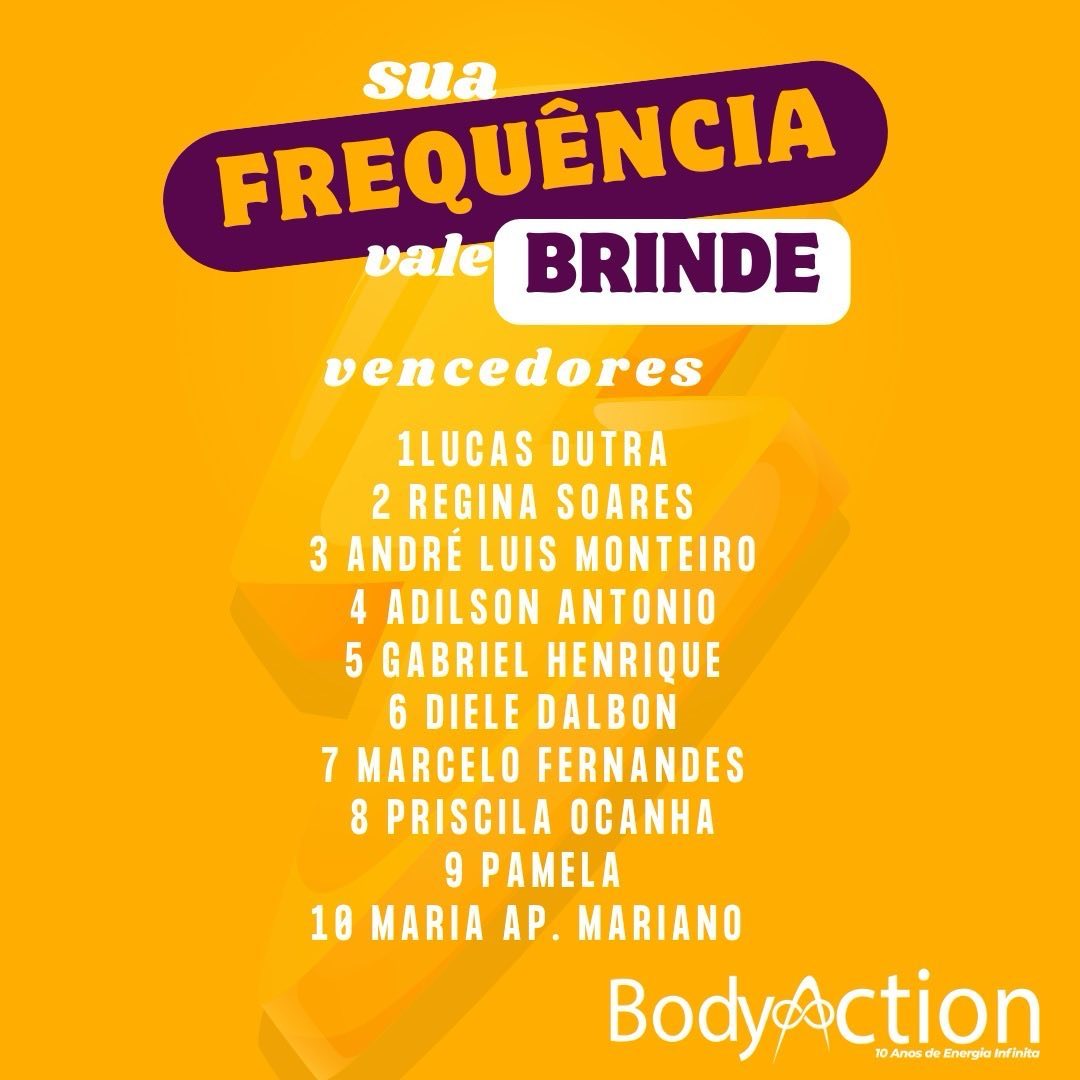 sua
FREQUÊNCIA
vale BRINDE
vencedores
1LUCAS DUTRA
2 REGINA SOARES
3 ANDRÉ LUIS MONTEIRO
4 ADILSON ANTONIO
5 GABRIEL HENRIQUE
6 DIELE DALBON
7 MARCELO FERNANDES
8 PRISCILA OCANHA
9 PAMELA
10 MARIA AP. MARIANO
BodyAction
10 Anos de Energia Infinita